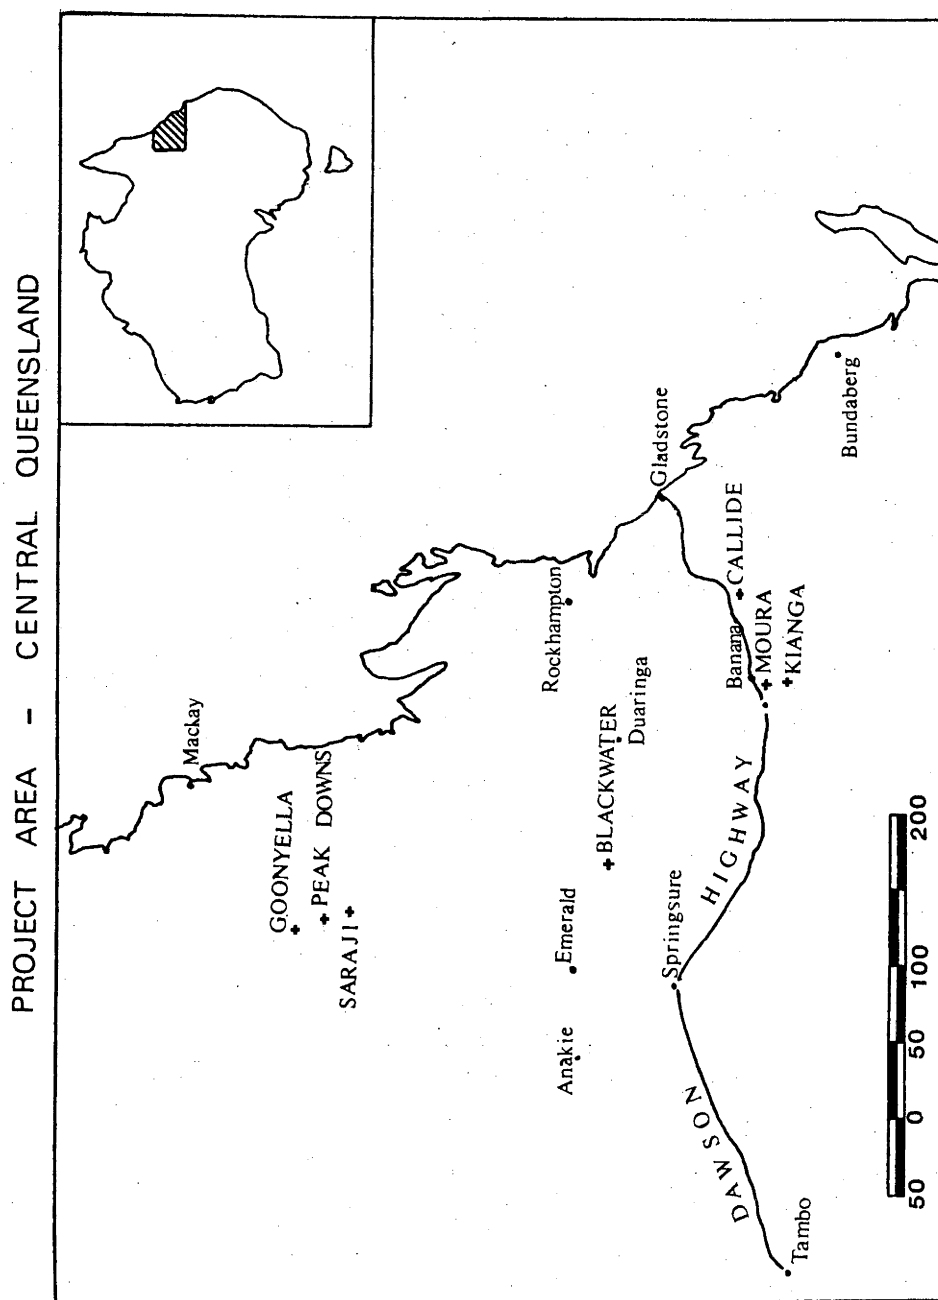 PROJECT AREA - CENTRAL QUEENSLAND
Mackay
GOONYELLA
PEAK DOWNS
SARAJI
Rockhampton
Anakie
Emerald
BLACKWATER
Duaringa
Gladstone
Springsure
Banana
CALLIDE
MOURA
KIANGA
Bundaberg
DAWSON HIGHWAY
Tambo
50 0 50 100 200